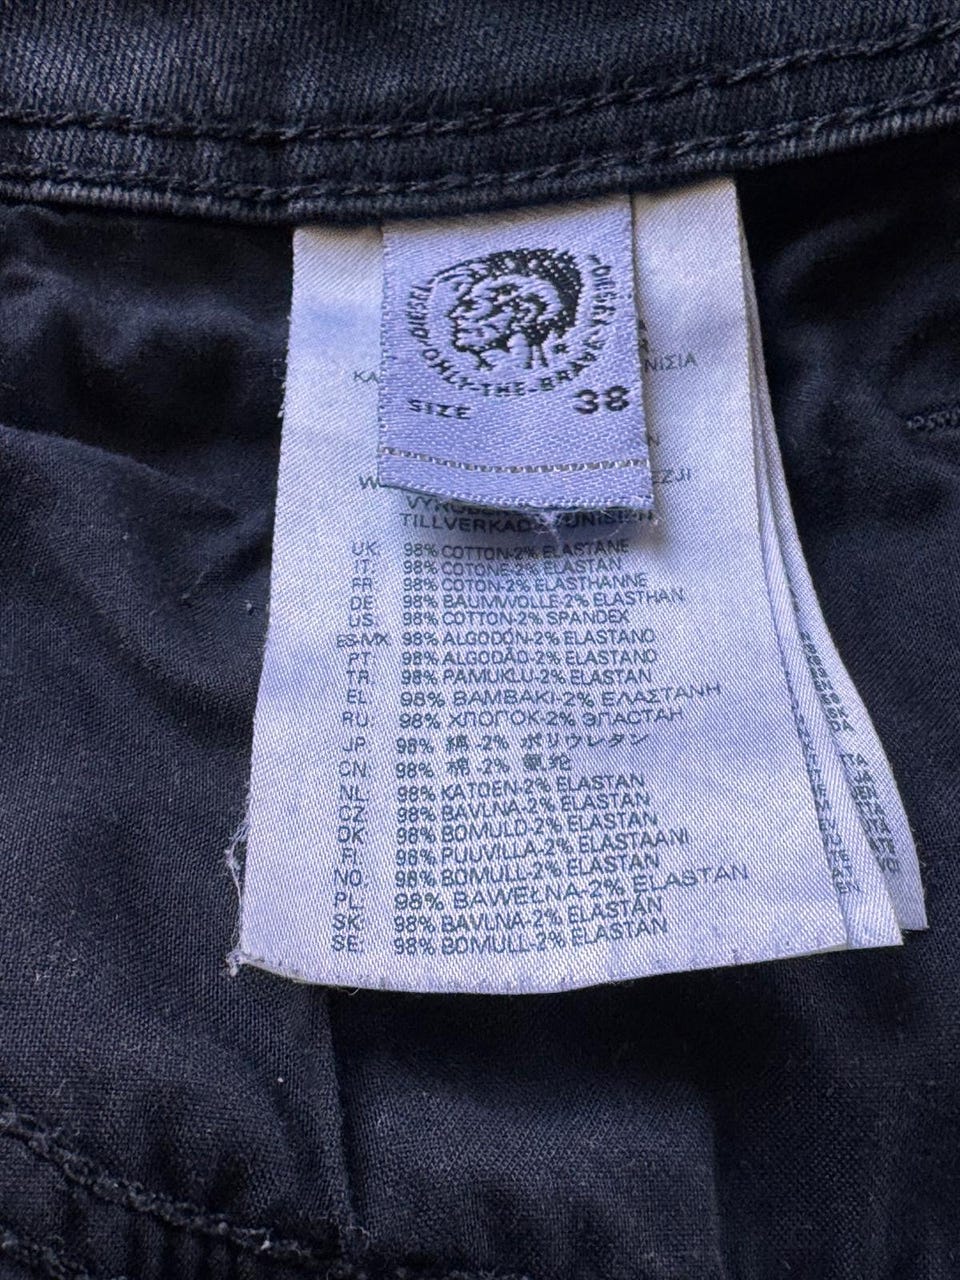 DIESEL
·ONLY·THE·BRAVE·
DIESEL
SIZE 38
TILLVERKAD
UK: 98% COTTON-2% ELASTANE
IT: 98% COTONE-2% ELASTAN
FR: 98% COTON-2% ELASTHANNE
DE: 98% BAUMWOLLE-2% ELASTHAN
US: 98% COTTON-2% SPANDEX
ES-MX: 98% ALGODÓN-2% ELASTANO
PT: 98% ALGODÃO-2% ELASTANO
TR: 98% PAMUKLU-2% ELASTAN
EL: 98% ΒΑΜΒΑΚΙ-2% ΕΛΑΣΤΑΝΗ
RU: 98% ХЛОПОК-2% ЭЛАСТАН
JP: 98% 綿 -2% ポリウレタン
CN: 98% 棉 -2% 氨纶
NL: 98% KATOEN-2% ELASTAN
CZ: 98% BAVLNA-2% ELASTAN
DK: 98% BOMULD-2% ELASTAN
FI: 98% PUUVILLA-2% ELASTAANI
NO: 98% BOMULL-2% ELASTAN
PL: 98% BAWEŁNA-2% ELASTAN
SK: 98% BAVLNA-2% ELASTAN
SE: 98% BOMULL-2% ELASTAN